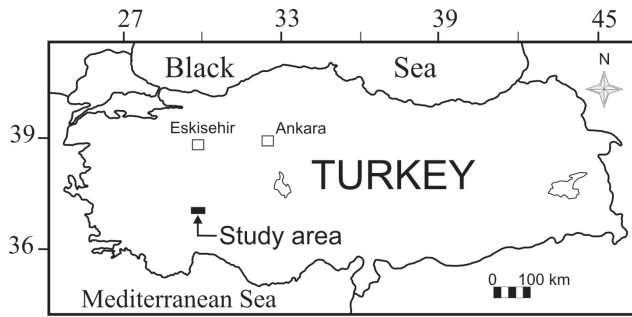 27 33 39 45
Black Sea
N
Eskisehir Ankara
39
TURKEY
Study area
36
0 100 km
Mediterranean Sea